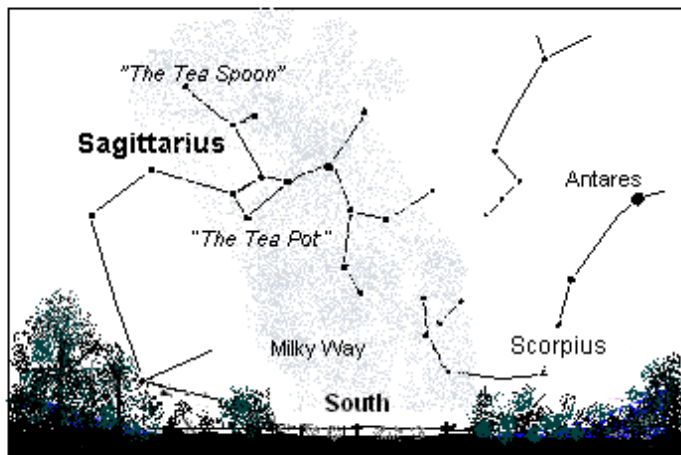 "The Tea Spoon"
Sagittarius
Antares
"The Tea Pot"
Milky Way
Scorpius
South